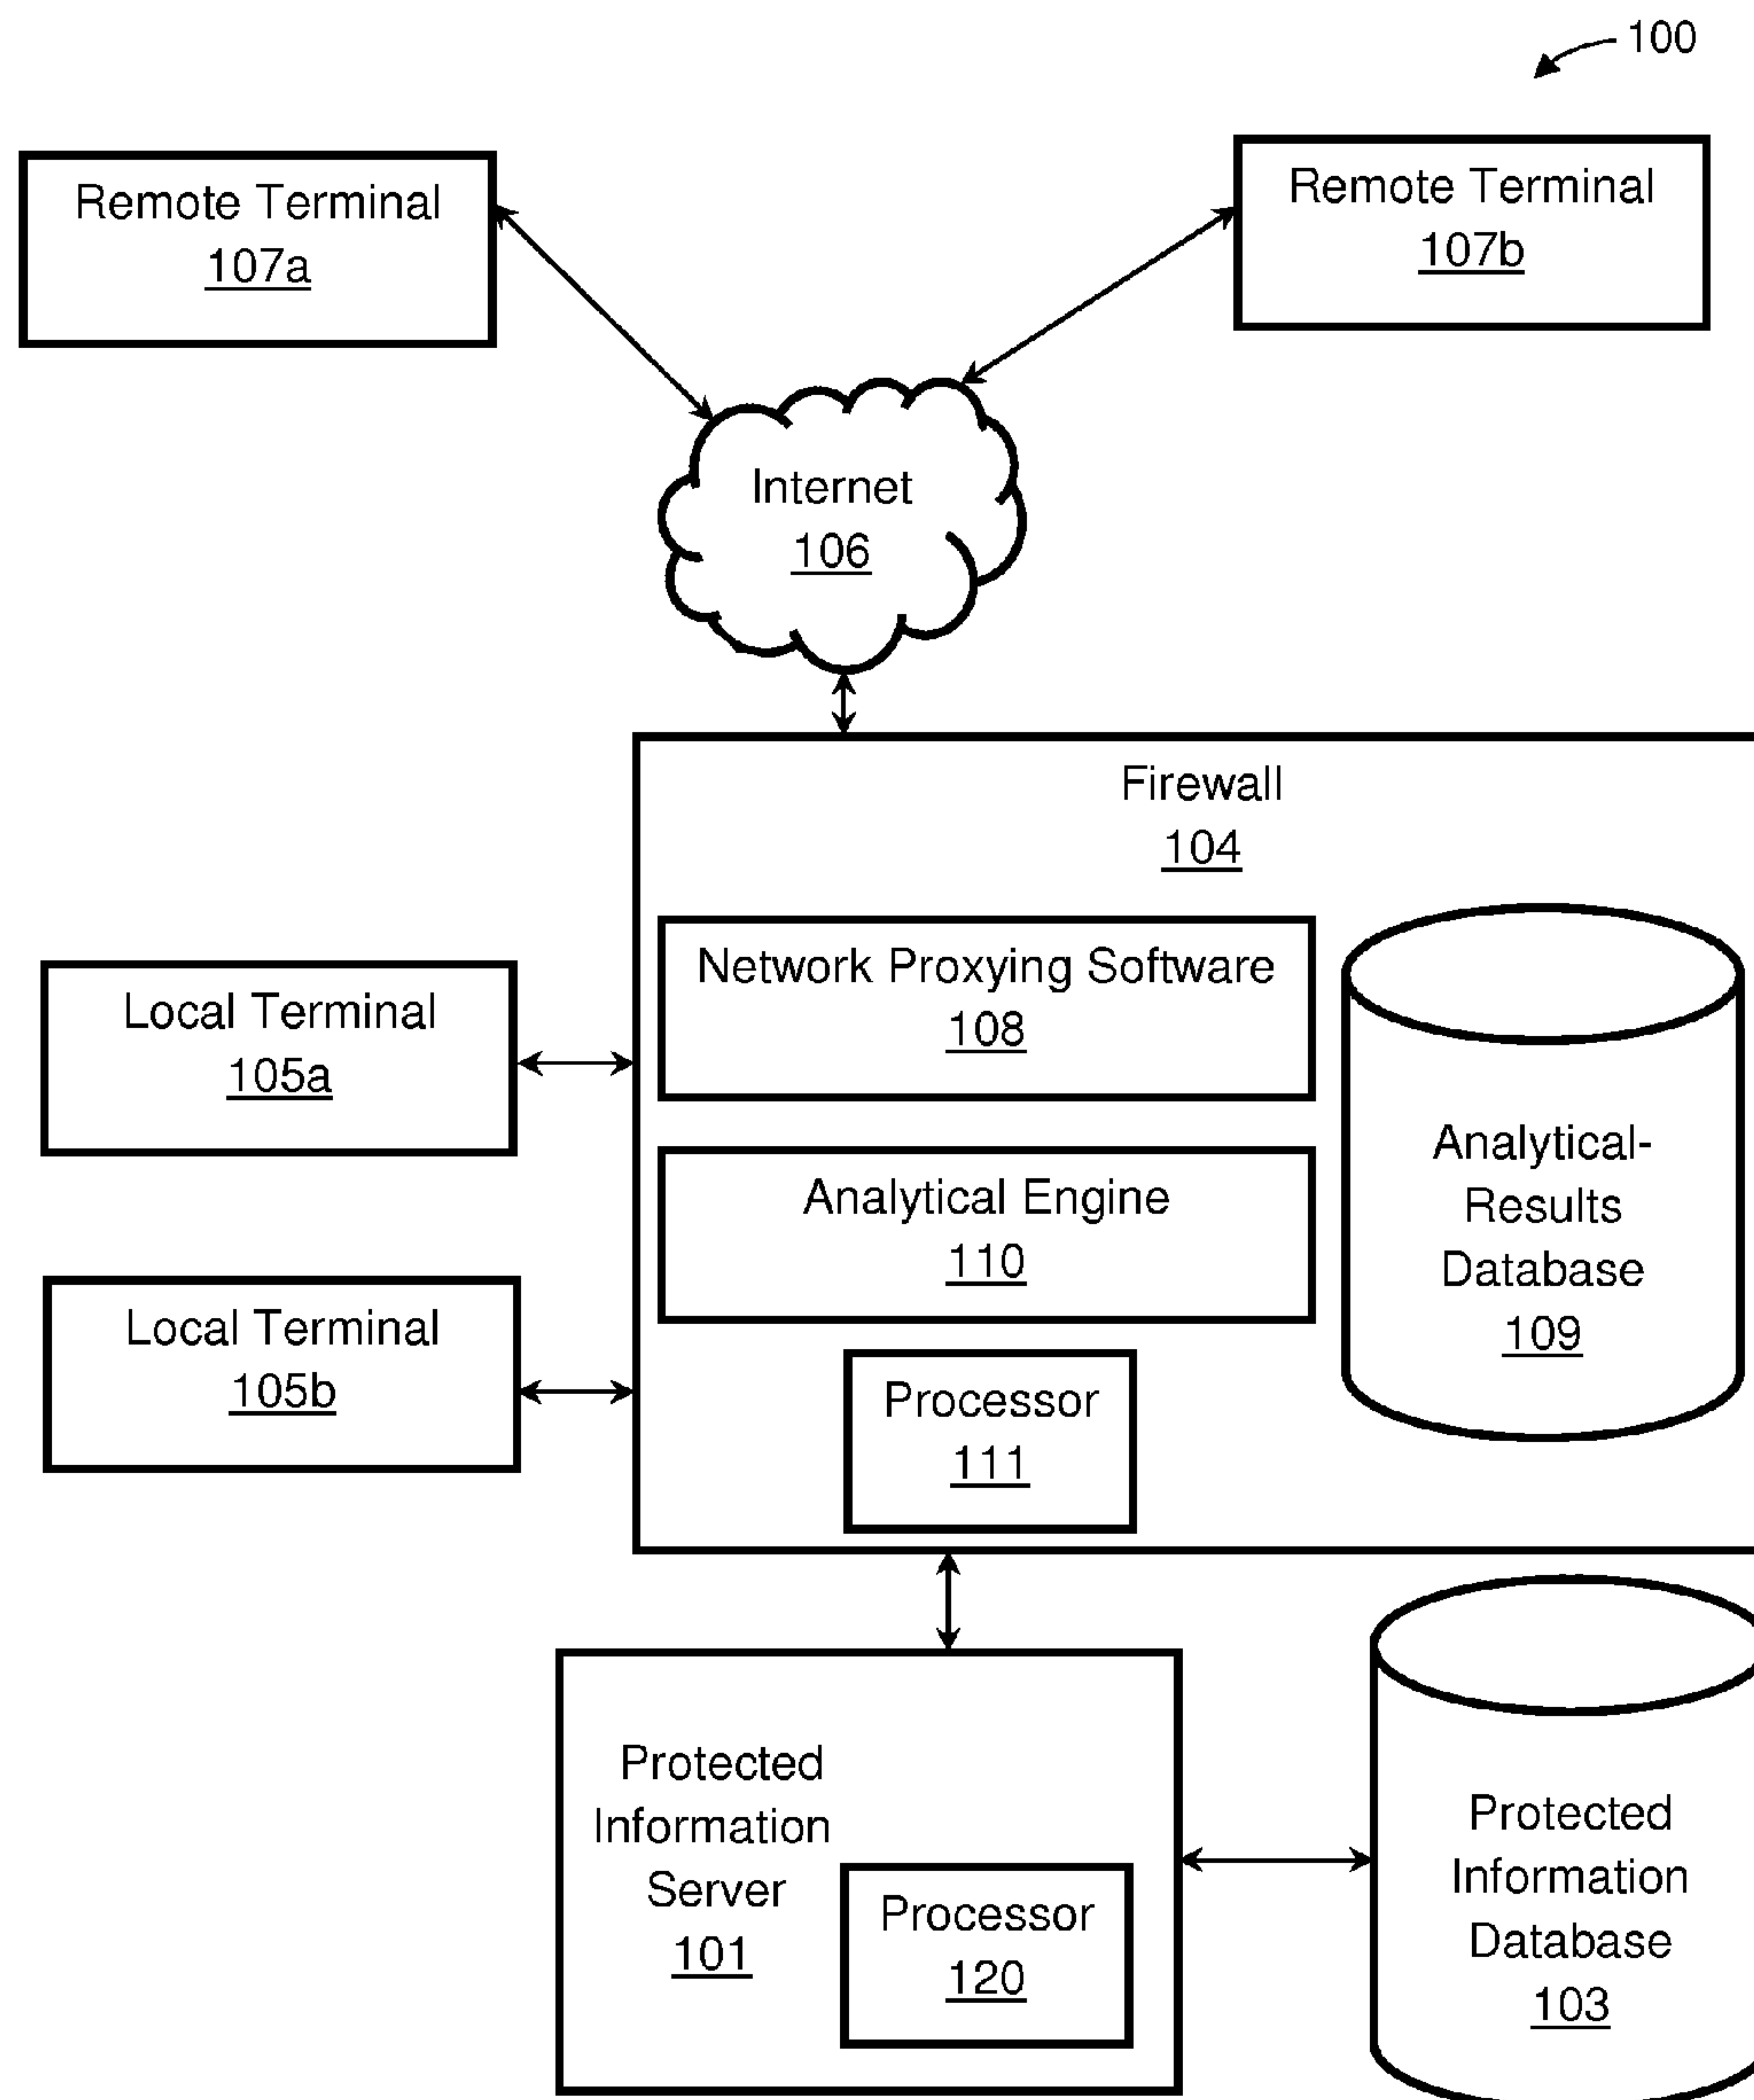 100
Remote Terminal
107a
Remote Terminal
107b
Internet
106
Firewall
104
Network Proxying Software
108
Analytical Engine
110
Processor
111
Analytical-
Results
Database
109
Local Terminal
105a
Local Terminal
105b
Protected
Information
Server
101
Processor
120
Protected
Information
Database
103